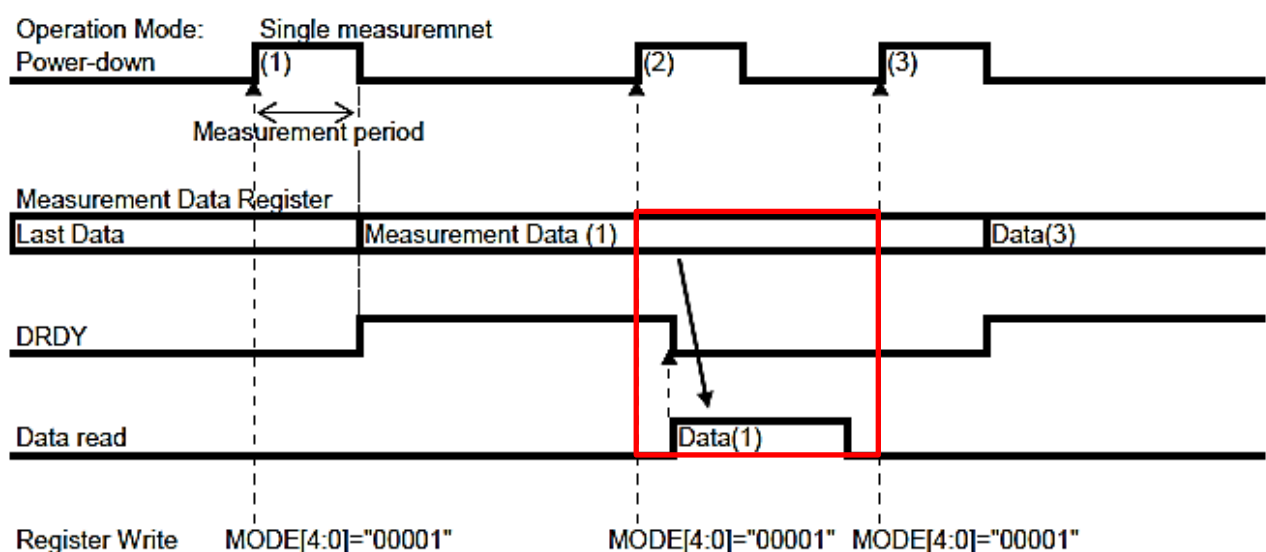 Operation Mode: Single measuremnet
Power-down (1) (2) (3)
Measurement period
Measurement Data Register
Last Data Measurement Data (1) Data(3)
DRDY
Data read Data(1)
Register Write MODE[4:0]="00001" MODE[4:0]="00001" MODE[4:0]="00001"